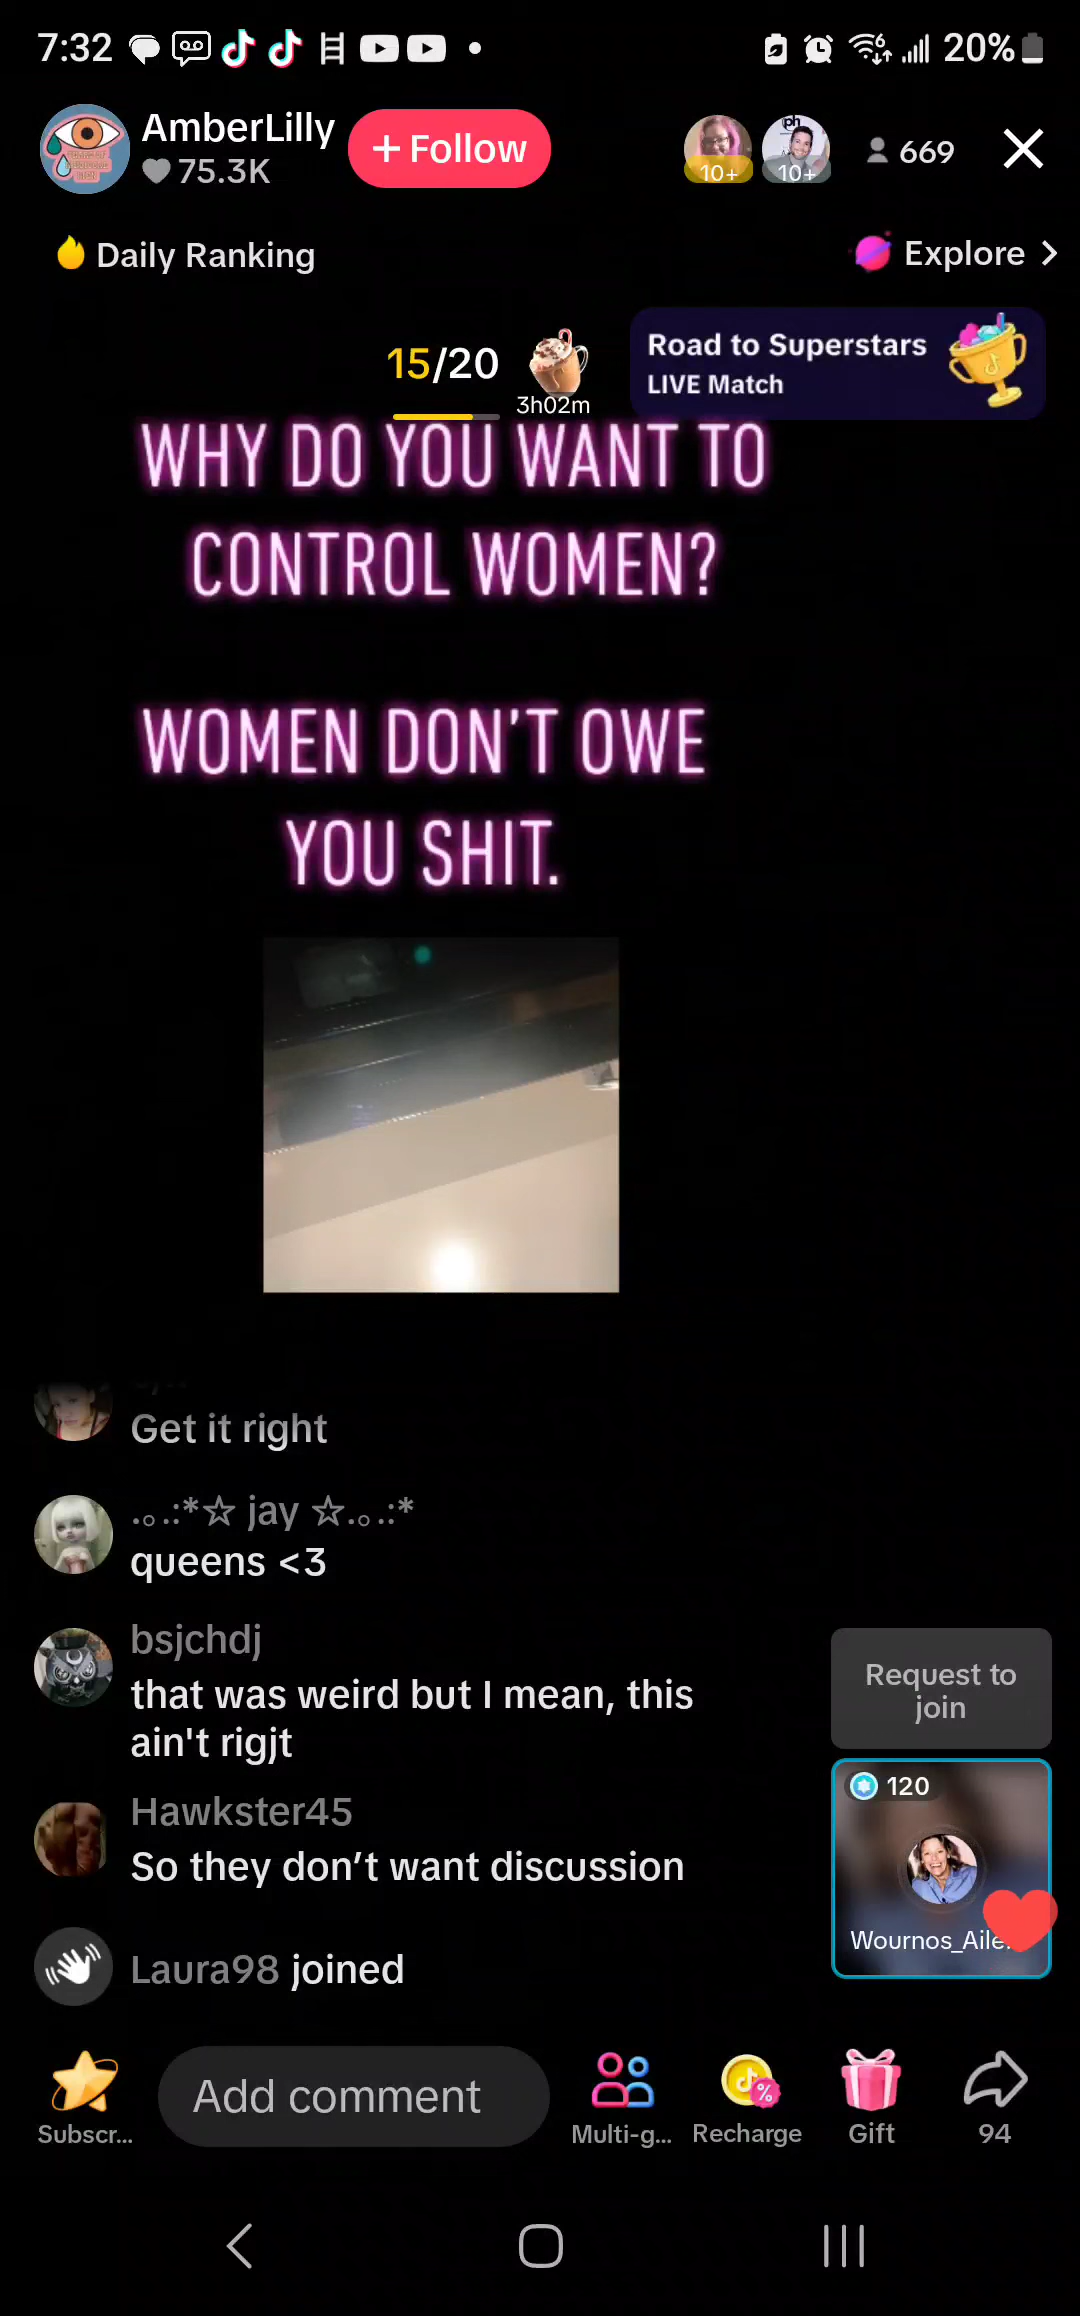 7:32 20%
AmberLilly
75.3K
+ Follow
10+ 10+
669
Daily Ranking
Explore >
15/20
3h02m
Road to Superstars
LIVE Match
WHY DO YOU WANT TO
CONTROL WOMEN?
WOMEN DON'T OWE
YOU SHIT.
Get it right
.｡.:*☆ jay ☆.｡.:*
queens <3
bsjchdj
that was weird but I mean, this
ain't rigjt
Hawkster45
So they don’t want discussion
Laura98 joined
Request to
join
120
Wournos_Aile
Add comment
Subscr...
Multi-g...
Recharge
Gift
94